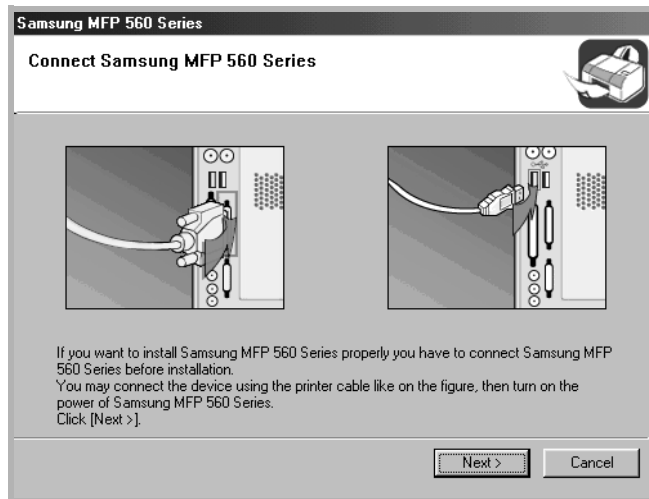 Samsung MFP 560 Series
Connect Samsung MFP 560 Series
If you want to install Samsung MFP 560 Series properly you have to connect Samsung MFP
560 Series before installation.
You may connect the device using the printer cable like on the figure, then turn on the
power of Samsung MFP 560 Series.
Click [Next >].
Next >
Cancel